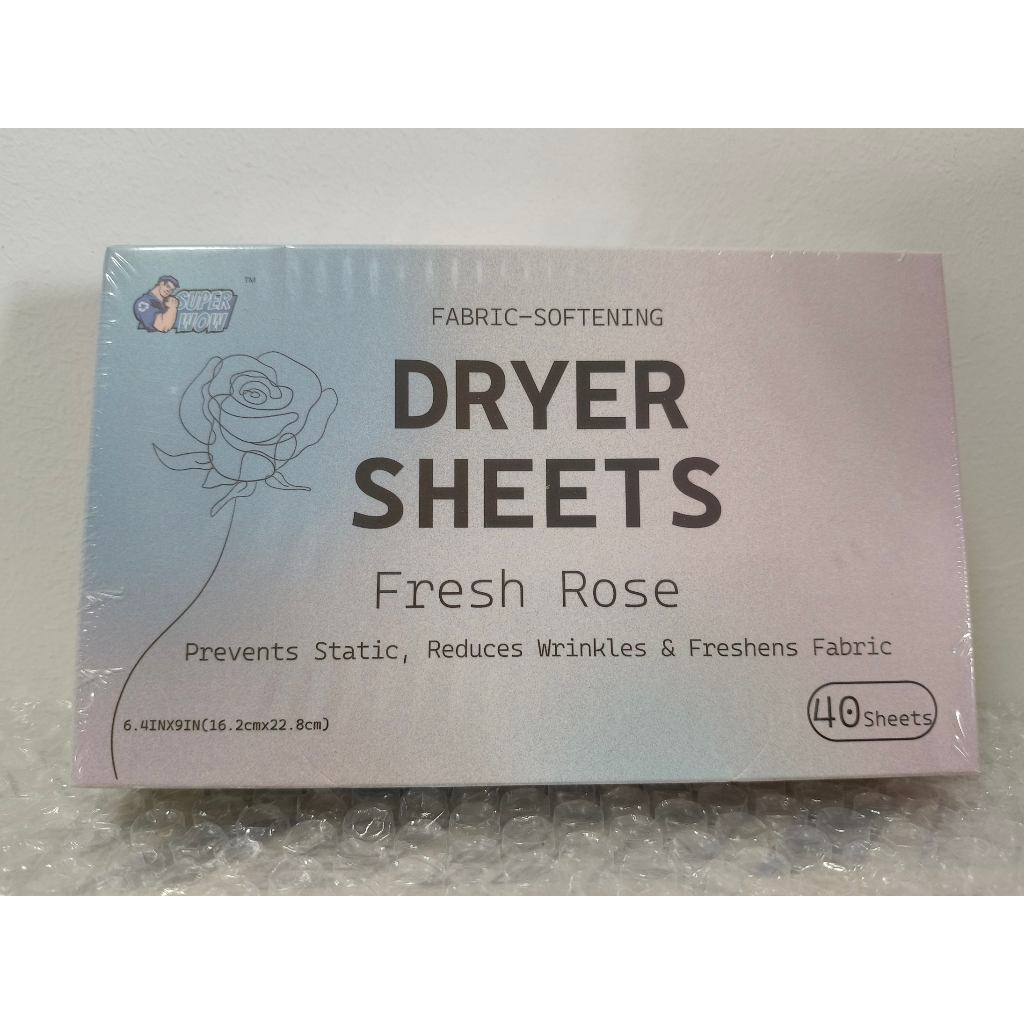 SUPER
WOW
TM
FABRIC-SOFTENING
DRYER
SHEETS
Fresh Rose
Prevents Static, Reduces Wrinkles & Freshens Fabric
6.4INX9IN(16.2cmx22.8cm)
40Sheets